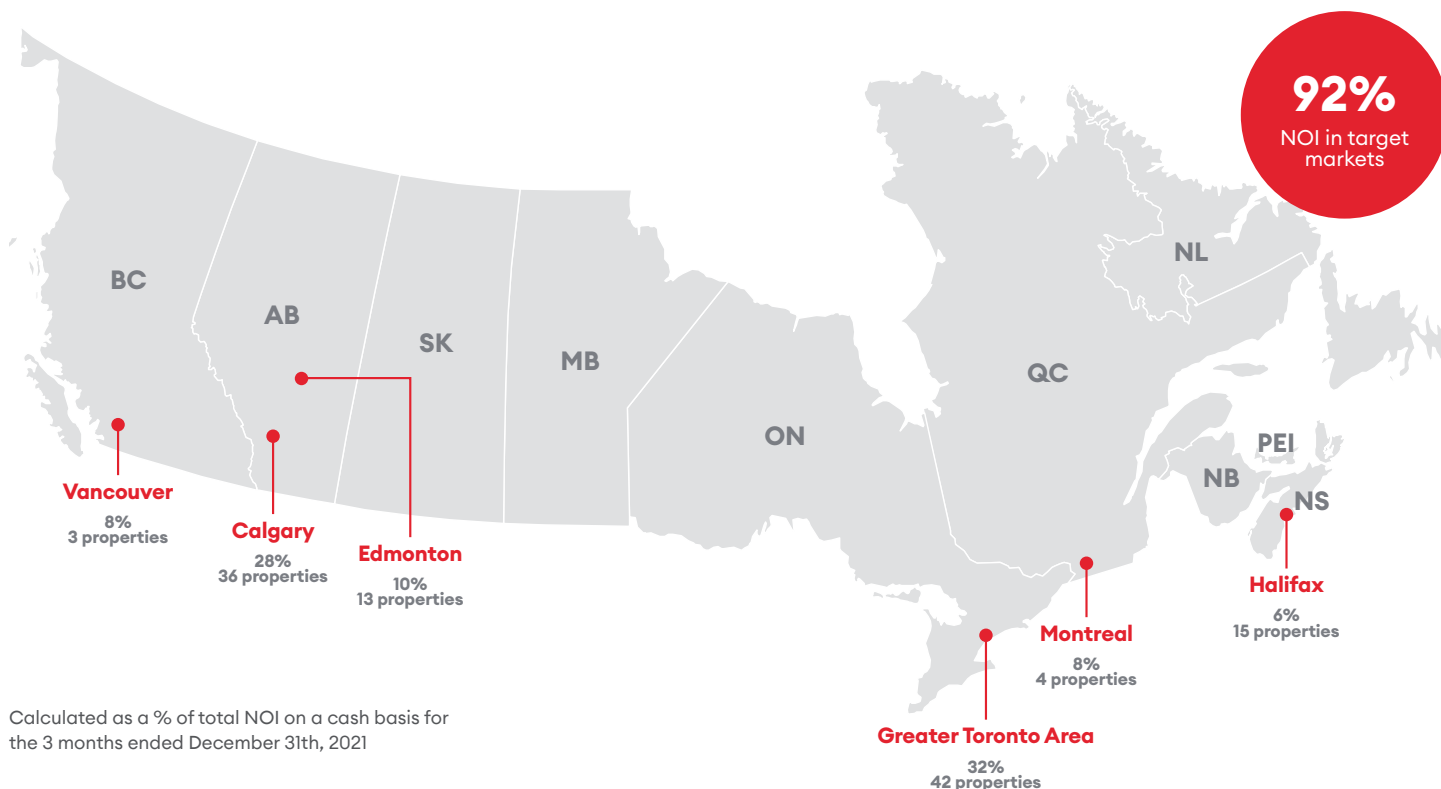 92%
NOI in target
markets
BC
AB
SK
MB
ON
QC
NL
PEI
NB
NS
Vancouver
8%
3 properties
Calgary
28%
36 properties
Edmonton
10%
13 properties
Greater Toronto Area
32%
42 properties
Montreal
8%
4 properties
Halifax
6%
15 properties
Calculated as a % of total NOI on a cash basis for
the 3 months ended December 31th, 2021